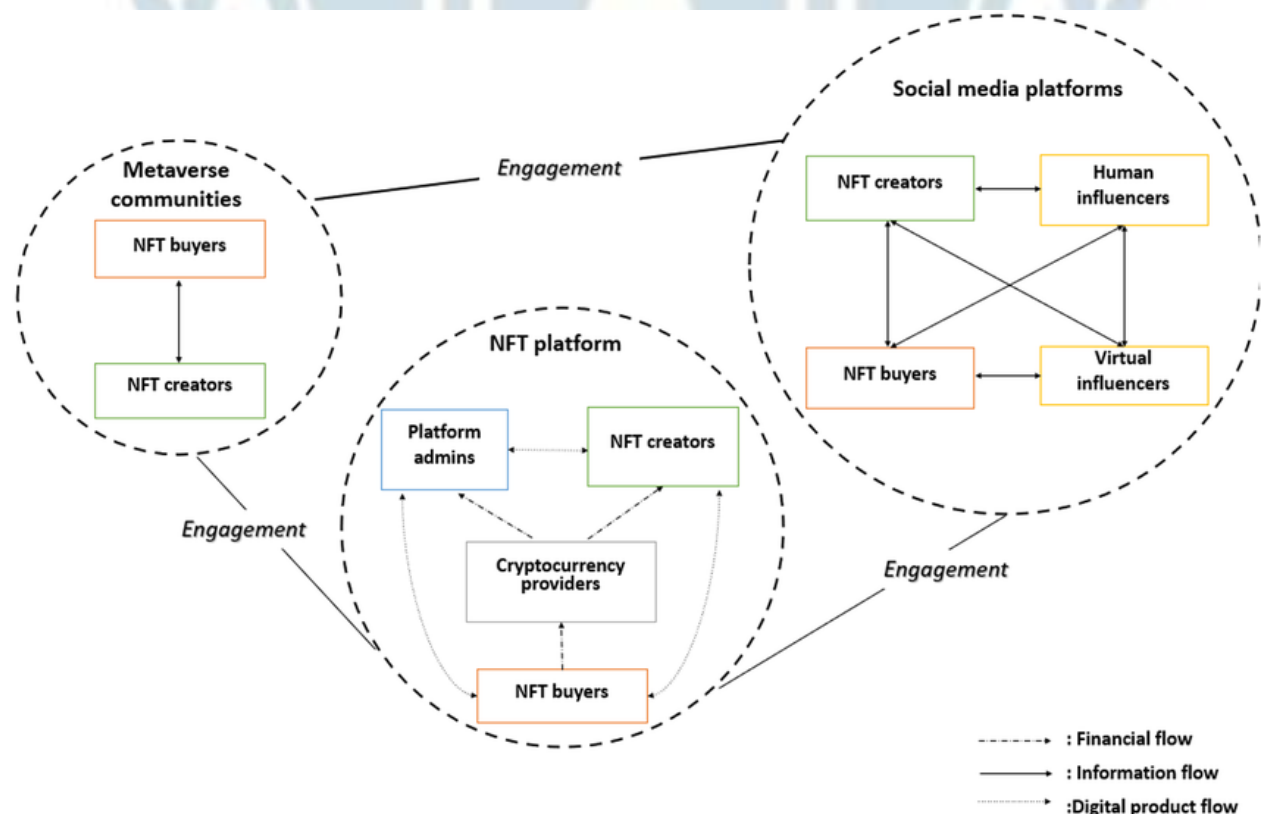 Social media platforms
NFT creators
Human
influencers
NFT buyers
Virtual
influencers
Engagement
Metaverse
communities
NFT buyers
NFT creators
NFT platform
Platform
admins
NFT creators
Cryptocurrency
providers
NFT buyers
Engagement
Engagement
: Financial flow
: Information flow
:Digital product flow